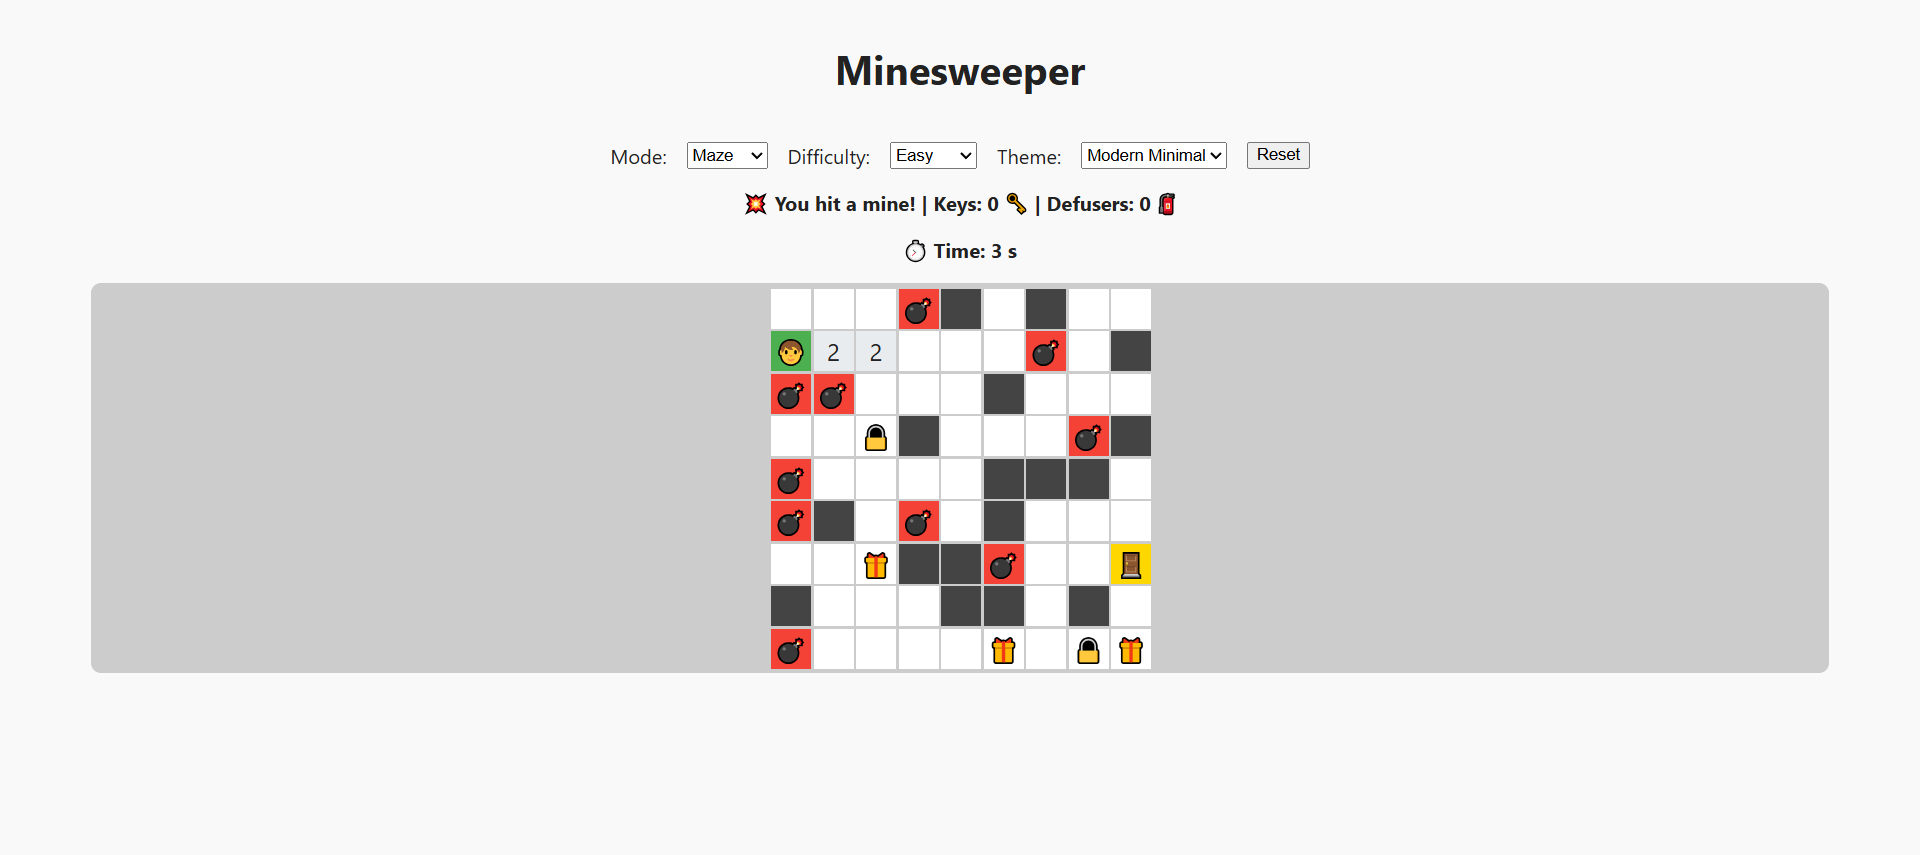 Minesweeper
Mode: Maze Difficulty: Easy Theme: Modern Minimal Reset
💥 You hit a mine! | Keys: 0 🔑 | Defusers: 0 🧯
⏱ Time: 3 s
2 2